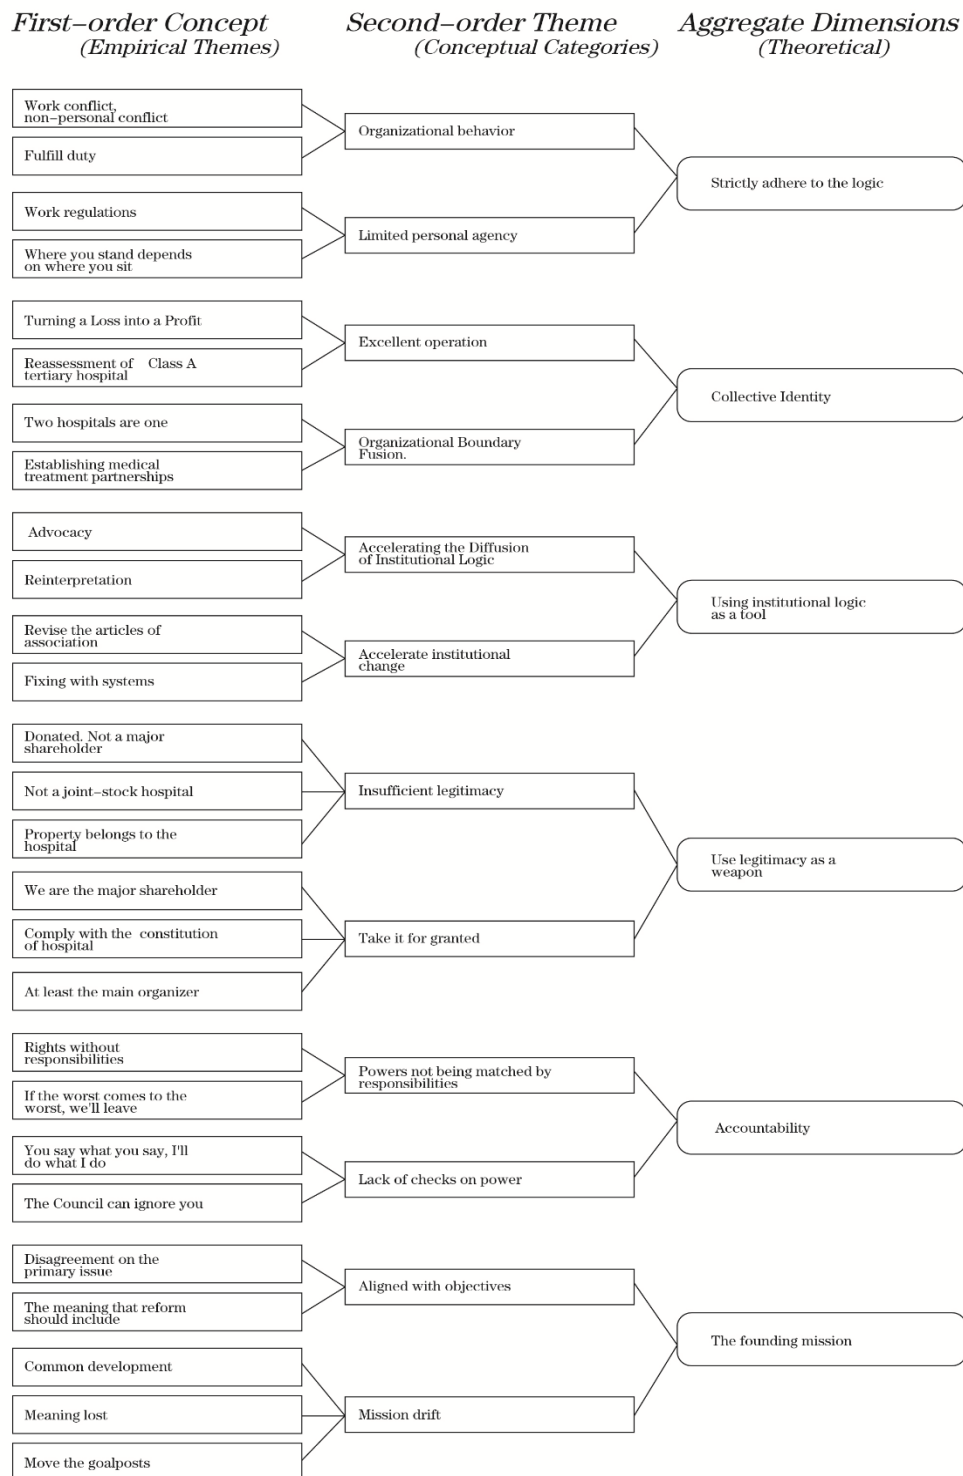 First-order Concept
(Empirical Themes)
Second-order Theme
(Conceptual Categories)
Aggregate Dimensions
(Theoretical)
Work conflict,
non-personal conflict
Fulfill duty
Organizational behavior
Work regulations
Where you stand depends
on where you sit
Limited personal agency
Strictly adhere to the logic
Turning a Loss into a Profit
Reassessment of Class A
tertiary hospital
Excellent operation
Two hospitals are one
Establishing medical
treatment partnerships
Organizational Boundary
Fusion.
Collective Identity
Advocacy
Reinterpretation
Accelerating the Diffusion
of Institutional Logic
Revise the articles of
association
Fixing with systems
Accelerate institutional
change
Using institutional logic
as a tool
Donated. Not a major
shareholder
Not a joint-stock hospital
Property belongs to the
hospital
Insufficient legitimacy
We are the major shareholder
Comply with the constitution
of hospital
At least the main organizer
Take it for granted
Use legitimacy as a
weapon
Rights without
responsibilities
If the worst comes to the
worst, we'll leave
Powers not being matched by
responsibilities
You say what you say, I'll
do what I do
The Council can ignore you
Lack of checks on power
Accountability
Disagreement on the
primary issue
The meaning that reform
should include
Aligned with objectives
Common development
Meaning lost
Move the goalposts
Mission drift
The founding mission